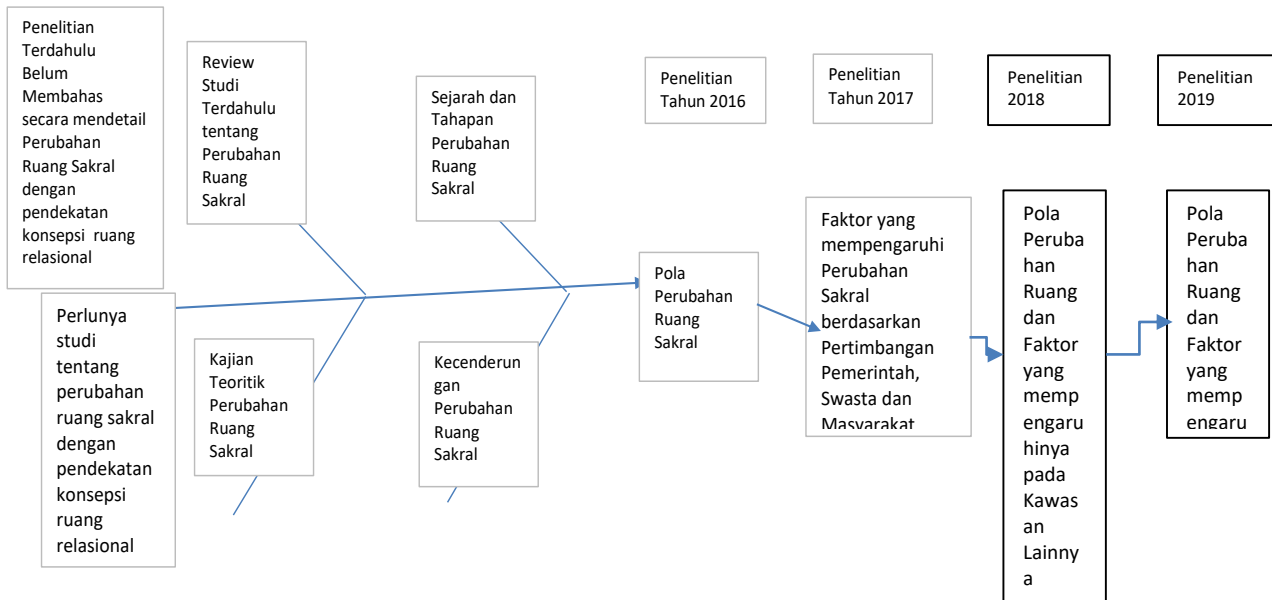 Penelitian
Terdahulu
Belum
Membahas
secara mendetail
Perubahan
Ruang Sakral
dengan
pendekatan
konsepsi ruang
relasional
Perlunya
studi
tentang
perubahan
ruang sakral
dengan
pendekatan
konsepsi
ruang
relasional
Review
Studi
Terdahulu
tentang
Perubahan
Ruang
Sakral
Kajian
Teoritik
Perubahan
Ruang
Sakral
Sejarah dan
Tahapan
Perubahan
Ruang
Sakral
Kecenderun
gan
Perubahan
Ruang
Sakral
Penelitian
Tahun 2016
Pola
Perubahan
Ruang
Sakral
Penelitian
Tahun 2017
Faktor yang
mempengaruhi
Perubahan
Sakral
berdasarkan
Pertimbangan
Pemerintah,
Swasta dan
Masyarakat
Penelitian
2018
Pola
Peruba
han
Ruang
dan
Faktor
yang
memp
engaru
hinya
pada
Kawas
an
Lainny
a
Penelitian
2019
Pola
Peruba
han
Ruang
dan
Faktor
yang
memp
engaru